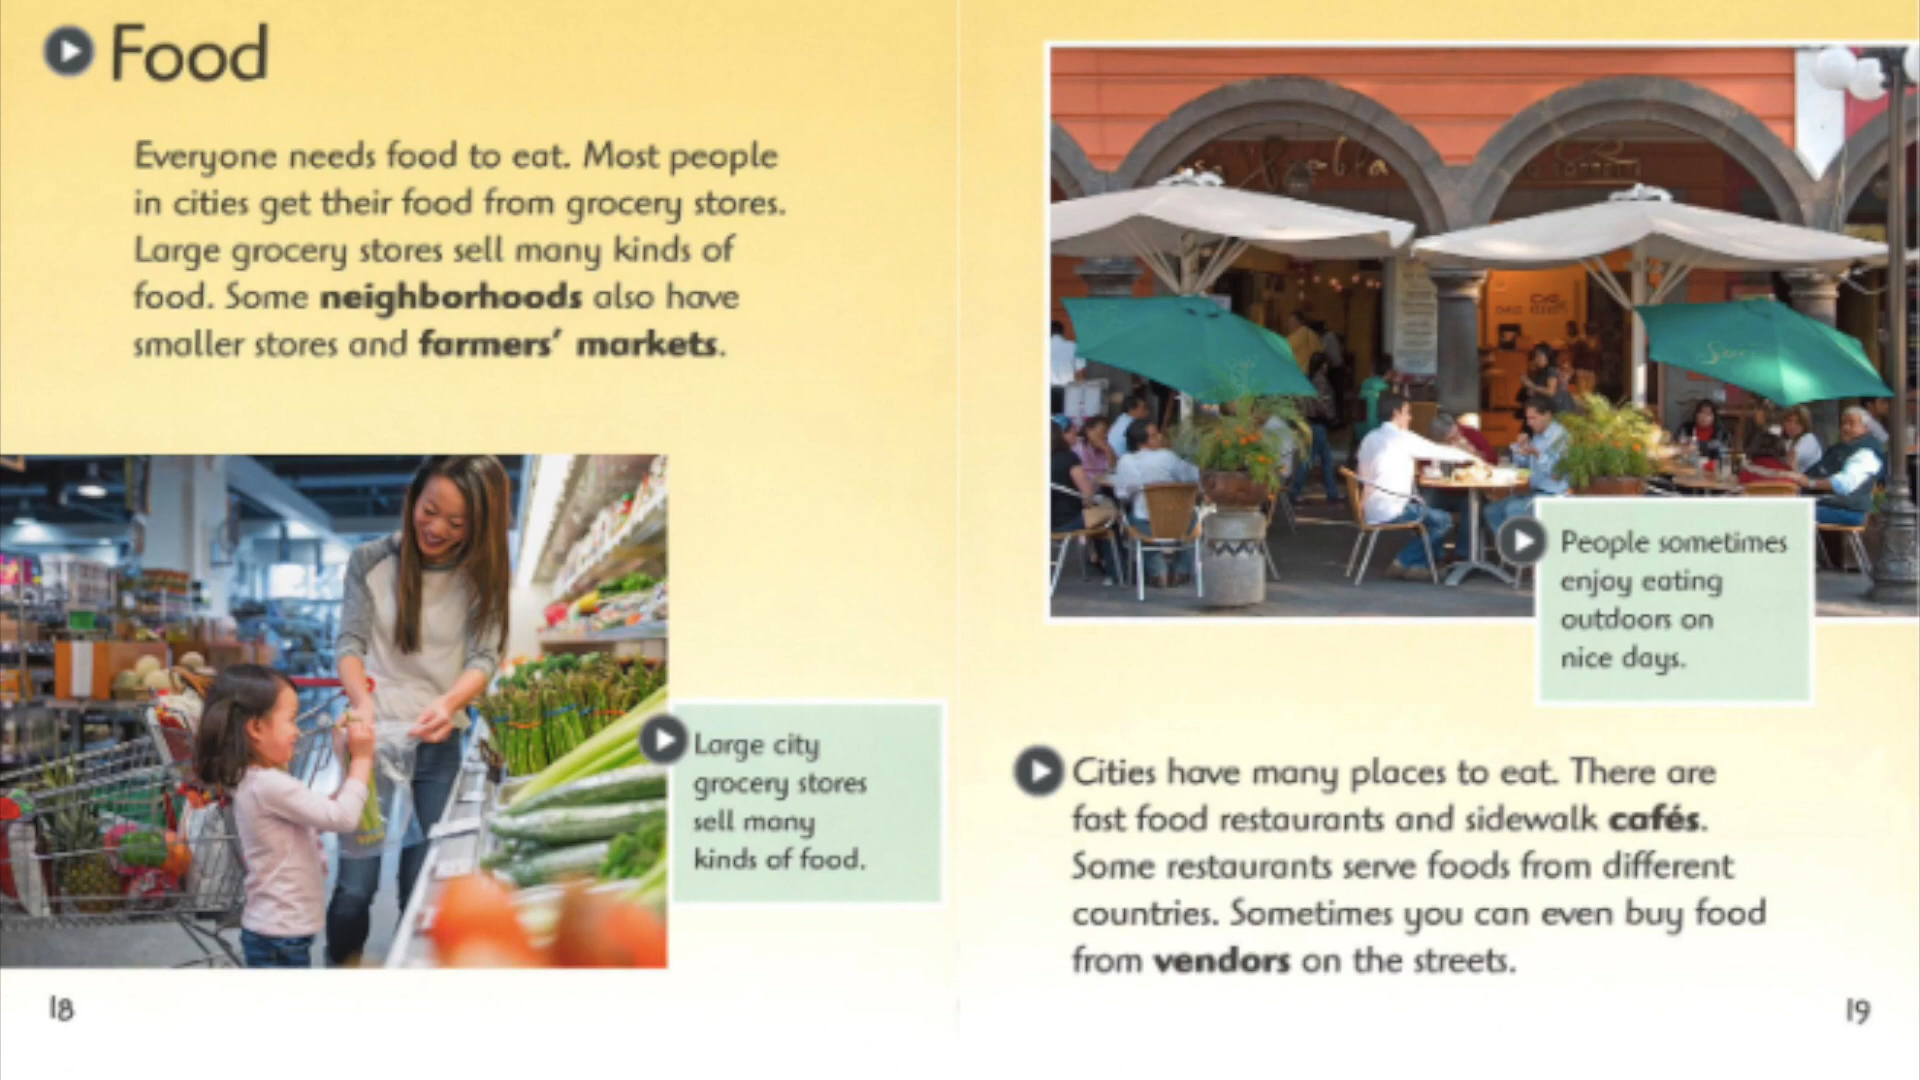 Food
Everyone needs food to eat. Most people
in cities get their food from grocery stores.
Large grocery stores sell many kinds of
food. Some neighborhoods also have
smaller stores and farmers’ markets.
Large city
grocery stores
sell many
kinds of food.
18
People sometimes
enjoy eating
outdoors on
nice days.
Cities have many places to eat. There are
fast food restaurants and sidewalk cafés.
Some restaurants serve foods from different
countries. Sometimes you can even buy food
from vendors on the streets.
19